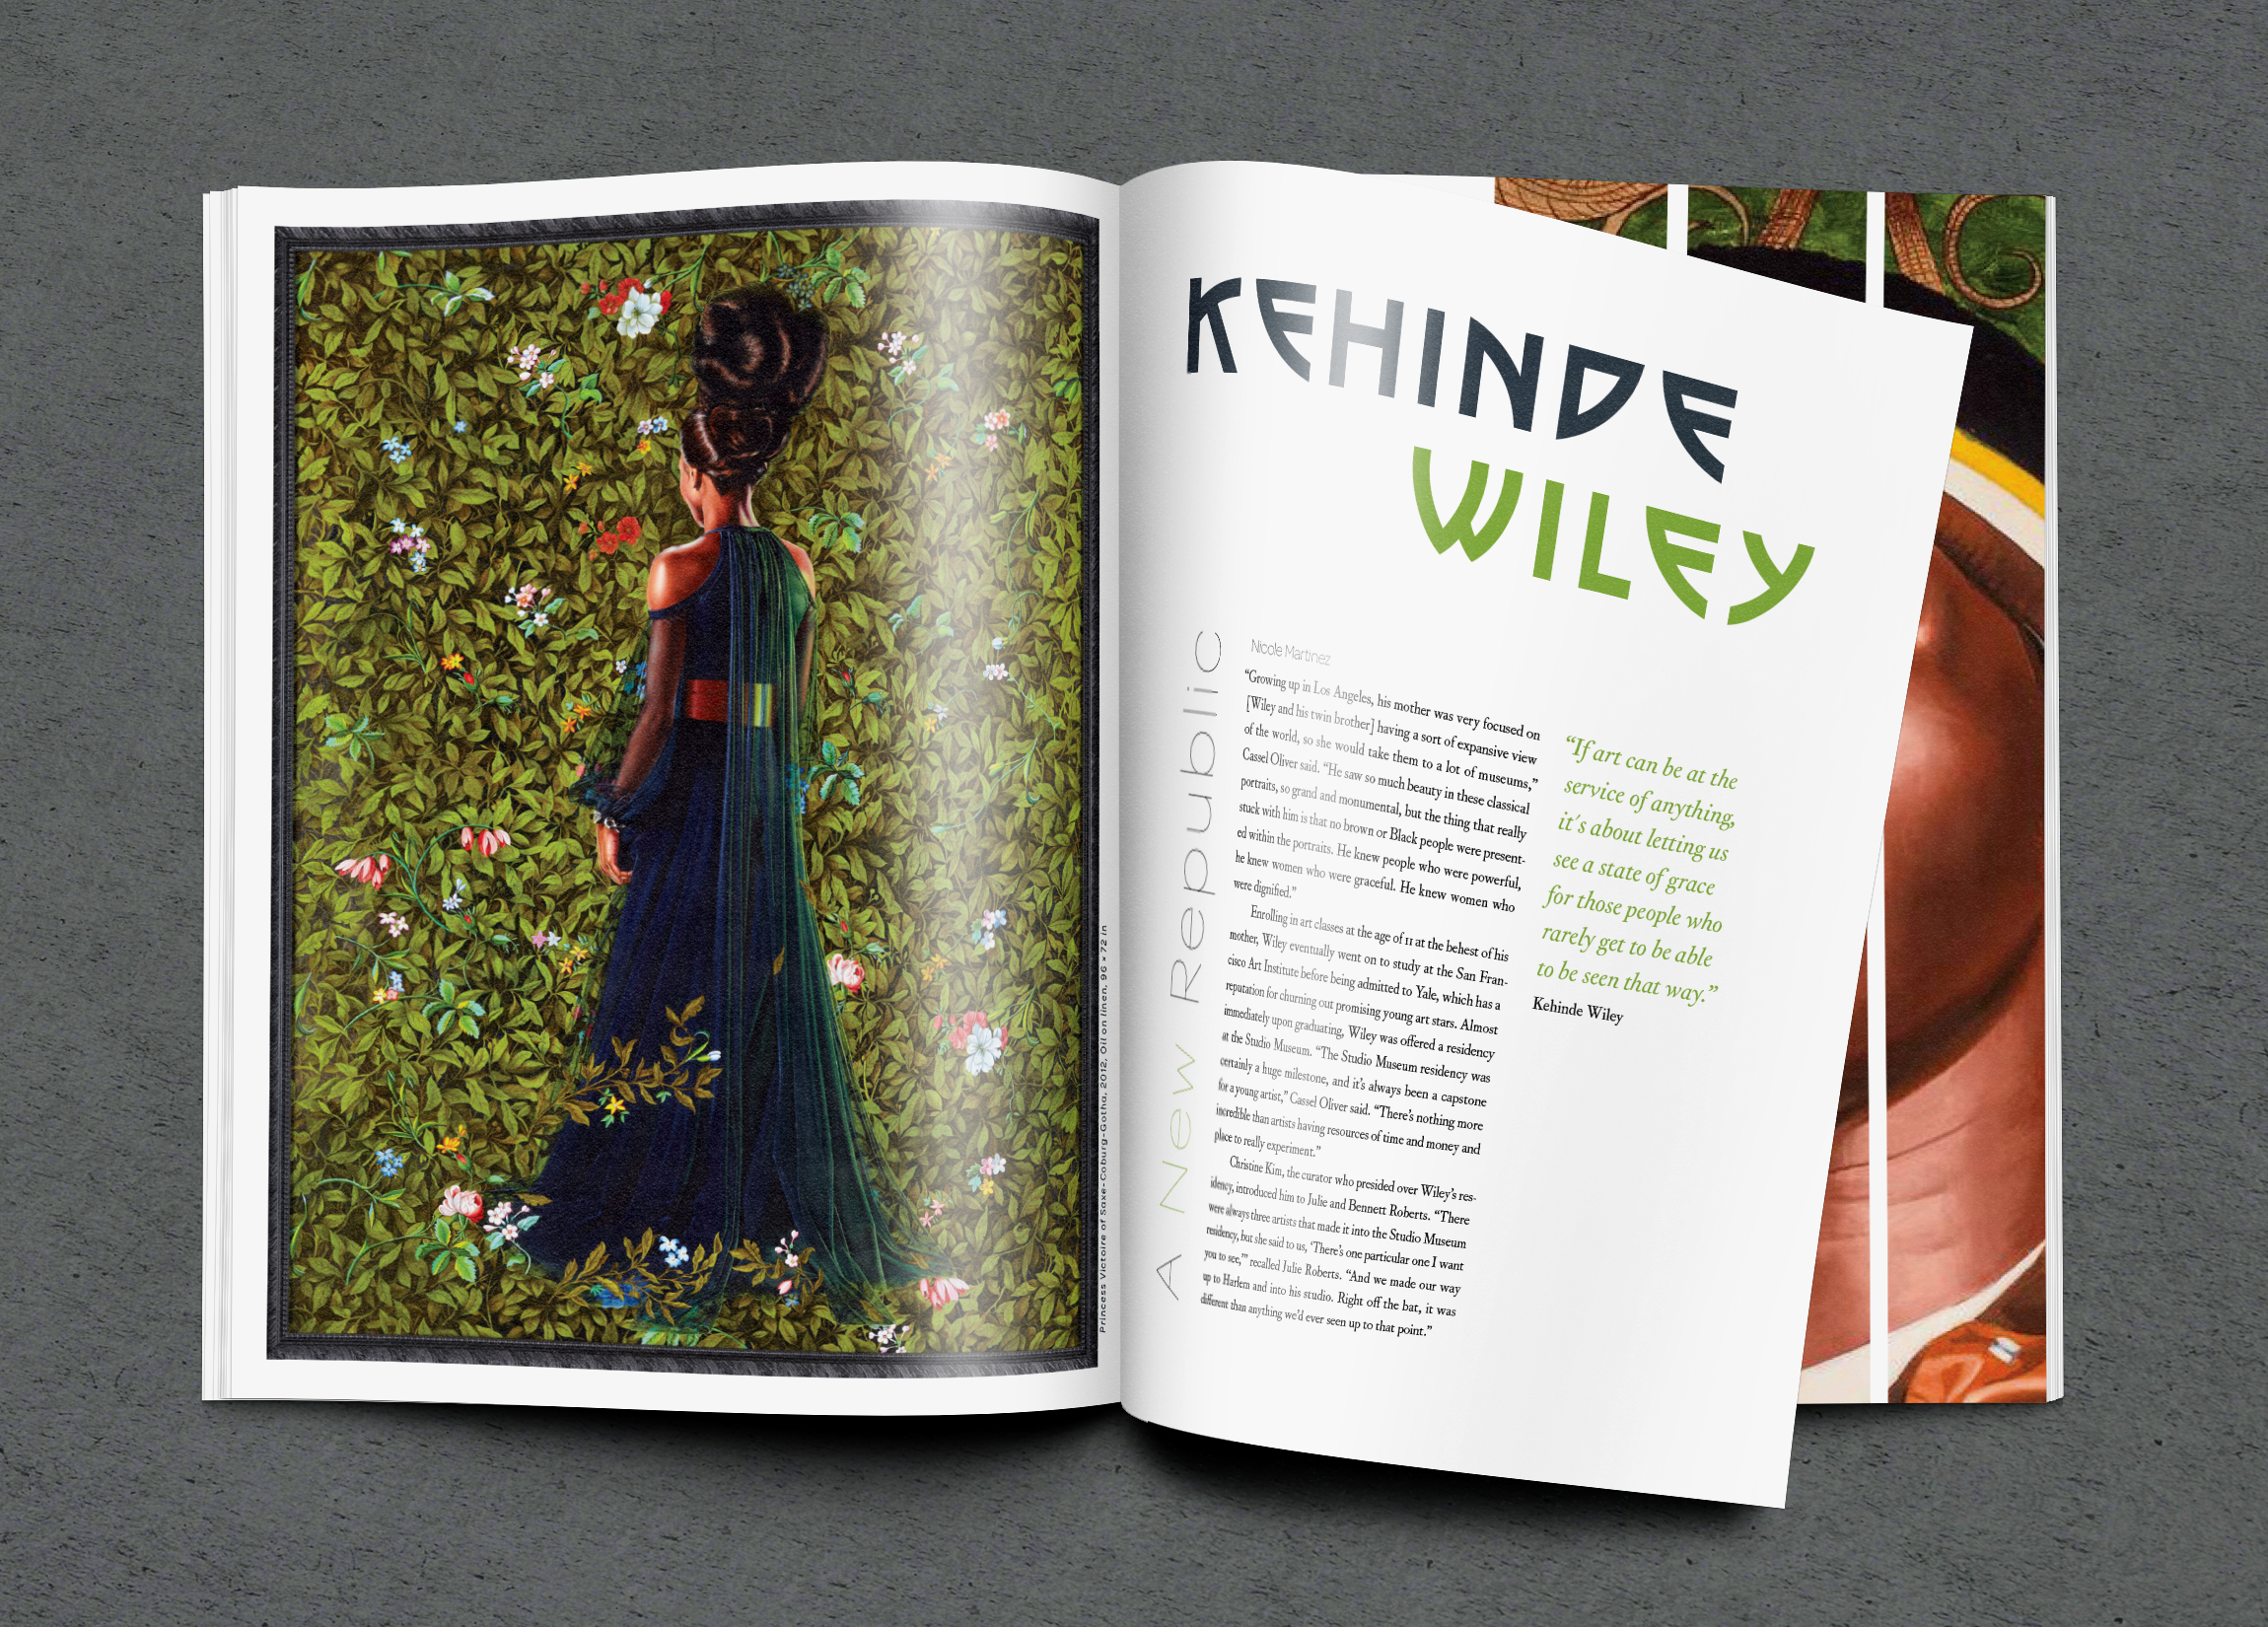 Princess Victoire of Saxe-Coburg-Gotha, 2012, Oil on linen, 96 × 72 in
KEHINDE
WILEY
A New Republic
Nicole Martinez
“Growing up in Los Angeles, his mother was very focused on
[Wiley and his twin brother] having a sort of expansive view
of the world, so she would take them to a lot of museums,”
Cassel Oliver said. “He saw so much beauty in these classical
portraits, so grand and monumental, but the thing that really
stuck with him is that no brown or Black people were present-
ed within the portraits. He knew people who were powerful,
he knew women who were graceful. He knew women who
were dignified.”
Enrolling in art classes at the age of 11 at the behest of his
mother, Wiley eventually went on to study at the San Fran-
cisco Art Institute before being admitted to Yale, which has a
reputation for churning out promising young art stars. Almost
immediately upon graduating, Wiley was offered a residency
at the Studio Museum. “The Studio Museum residency was
certainly a huge milestone, and it’s always been a capstone
for a young artist,” Cassel Oliver said. “There’s nothing more
incredible than artists having resources of time and money and
place to really experiment.”
Christine Kim, the curator who presided over Wiley’s res-
idency, introduced him to Julie and Bennett Roberts. “There
were always three artists that made it into the Studio Museum
residency, but she said to us, ‘There’s one particular one I want
you to see,’” recalled Julie Roberts. “And we made our way
up to Harlem and into his studio. Right off the bat, it was
different than anything we’d ever seen up to that point.”
“If art can be at the
service of anything,
it's about letting us
see a state of grace
for those people who
rarely get to be able
to be seen that way.”
Kehinde Wiley